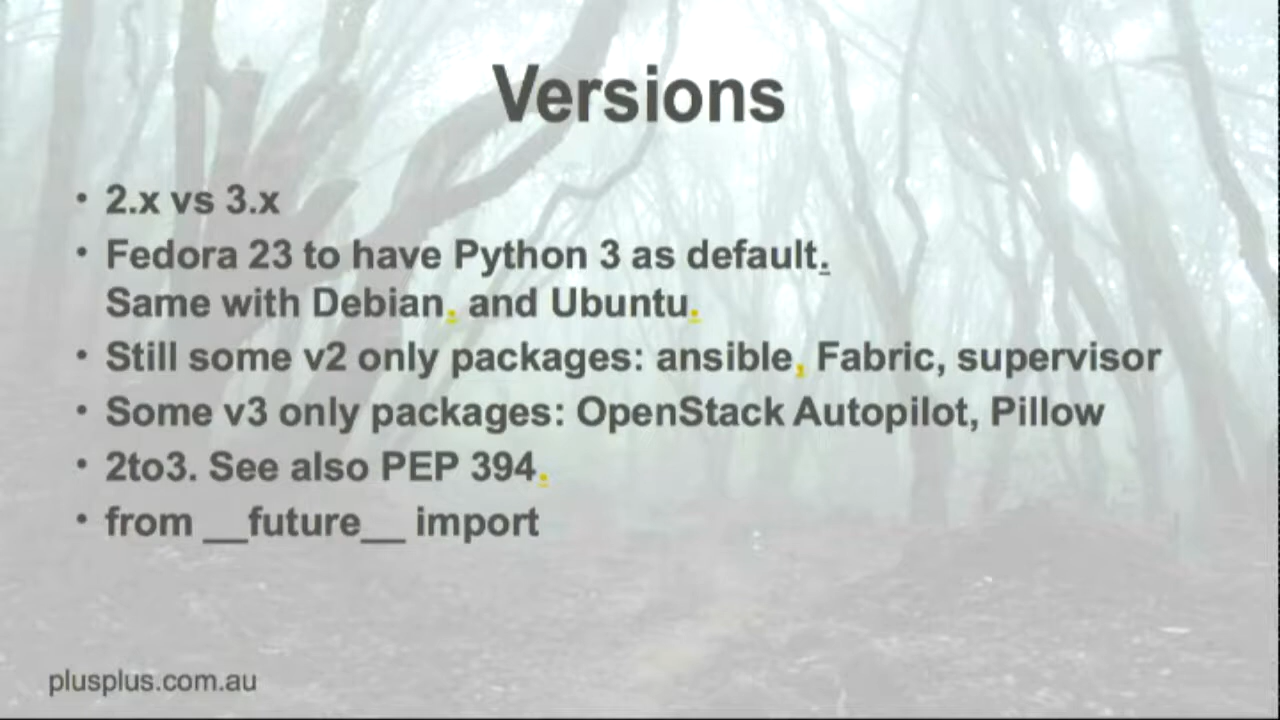 Versions
• 2.x vs 3.x
• Fedora 23 to have Python 3 as default.
Same with Debian, and Ubuntu.
• Still some v2 only packages: ansible, Fabric, supervisor
• Some v3 only packages: OpenStack Autopilot, Pillow
• 2to3. See also PEP 394.
• from __future__ import
plusplus.com.au